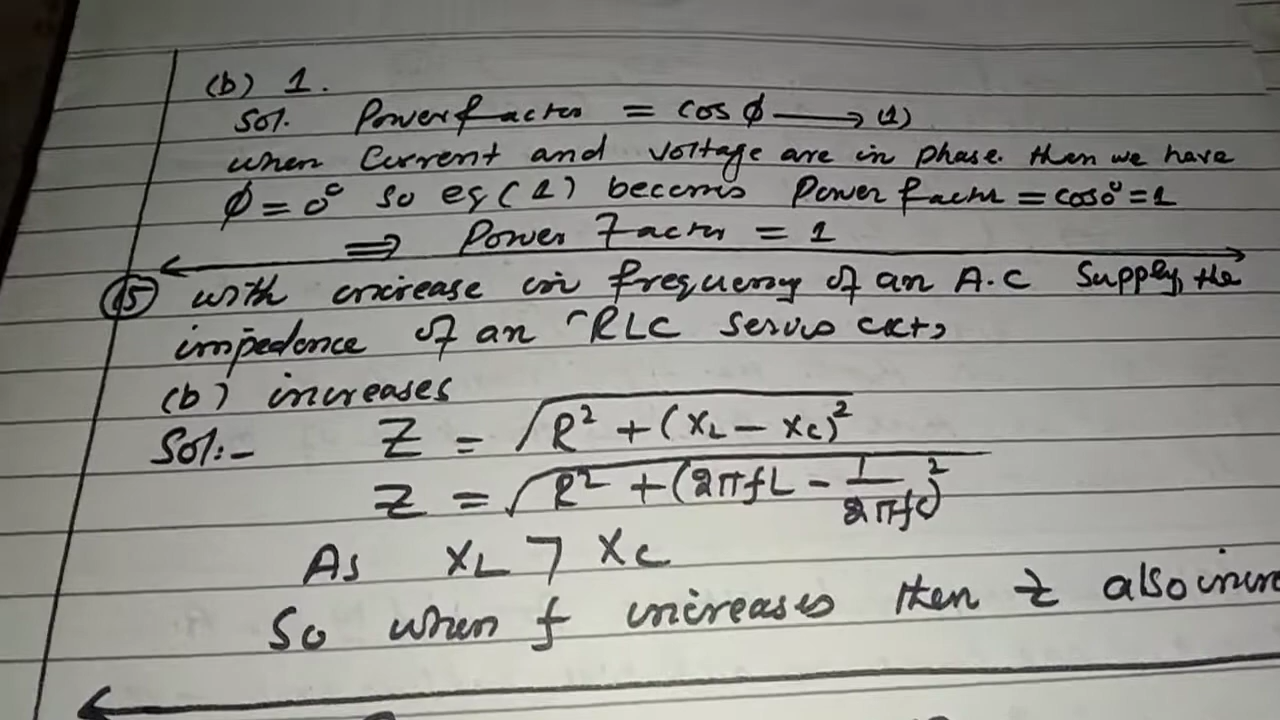 (b) 1.
Sol. Power factor = cos φ ⟶ (1)
when Current and voltage are in phase. then we have
φ = 0° so eq (1) becomes Power factor = cos0° = 1
⇒ Power Factor = 1
(15) with increase in frequency of an A.C Supply, the
impedance of an RLC series cct,
(b) increases
Sol:- Z = √(R² + (XL − XC)²)
Z = √(R² + (2πfL − 1/2πfC)²)
As XL > XC
So when f increases then Z also